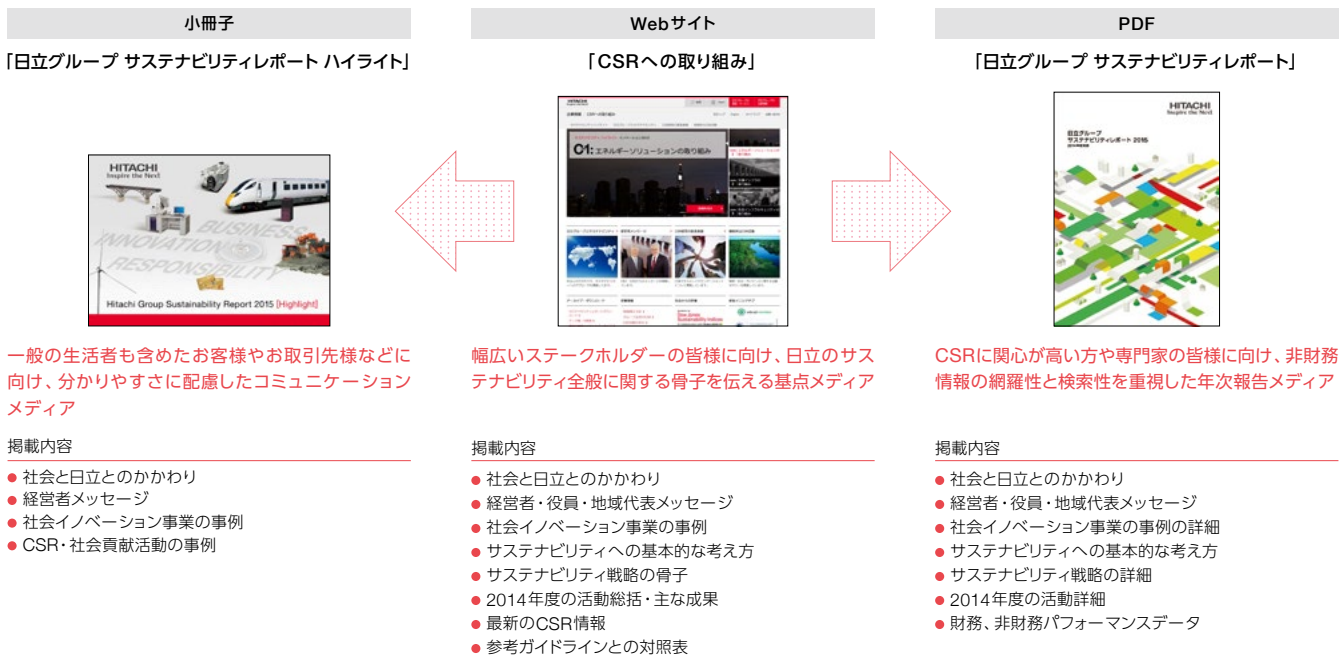 小冊子
「日立グループ サステナビリティレポート ハイライト」
HITACHI
Inspire the Next
BUSINESS
INNOVATION
RESPONSIBILITY
Hitachi Group Sustainability Report 2015 [Highlight]
一般の生活者も含めたお客様やお取引先様などに
向け、分かりやすさに配慮したコミュニケーション
メディア
掲載内容
● 社会と日立とのかかわり
● 経営者メッセージ
● 社会イノベーション事業の事例
● CSR・社会貢献活動の事例
Webサイト
「CSRへの取り組み」
HITACHI
01: エネルギーソリューションの取り組み
Sustainability Indices
幅広いステークホルダーの皆様に向け、日立のサス
テナビリティ全般に関する骨子を伝える基点メディア
掲載内容
● 社会と日立とのかかわり
● 経営者・役員・地域代表メッセージ
● 社会イノベーション事業の事例
● サステナビリティへの基本的な考え方
● サステナビリティ戦略の骨子
● 2014年度の活動総括・主な成果
● 最新のCSR情報
● 参考ガイドラインとの対照表
PDF
「日立グループ サステナビリティレポート」
HITACHI
Inspire the Next
日立グループ
サステナビリティレポート 2015
CSRに関心が高い方や専門家の皆様に向け、非財務
情報の網羅性と検索性を重視した年次報告メディア
掲載内容
● 社会と日立とのかかわり
● 経営者・役員・地域代表メッセージ
● 社会イノベーション事業の事例の詳細
● サステナビリティへの基本的な考え方
● サステナビリティ戦略の詳細
● 2014年度の活動詳細
● 財務、非財務パフォーマンスデータ